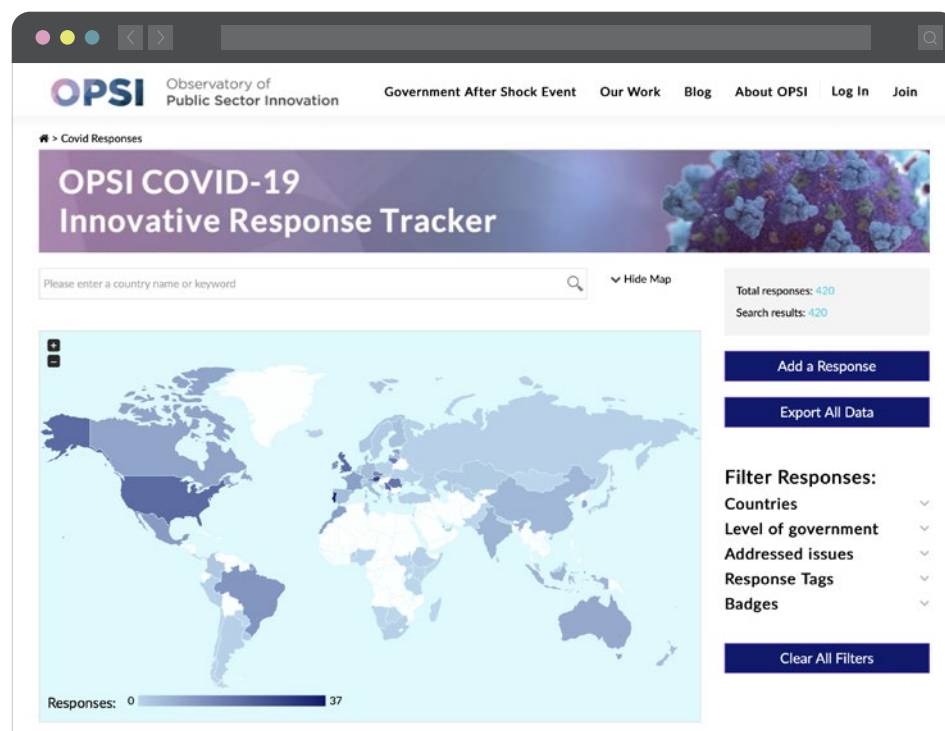 OPSI
Observatory of
Public Sector Innovation
Government After Shock Event
Our Work
Blog
About OPSI
Log In
Join
> Covid Responses
OPSI COVID-19
Innovative Response Tracker
Please enter a country name or keyword
Hide Map
Total responses: 420
Search results: 420
+
-
Add a Response
Export All Data
Filter Responses:
Countries
Level of government
Addressed issues
Response Tags
Badges
Clear All Filters
Responses: 0 37